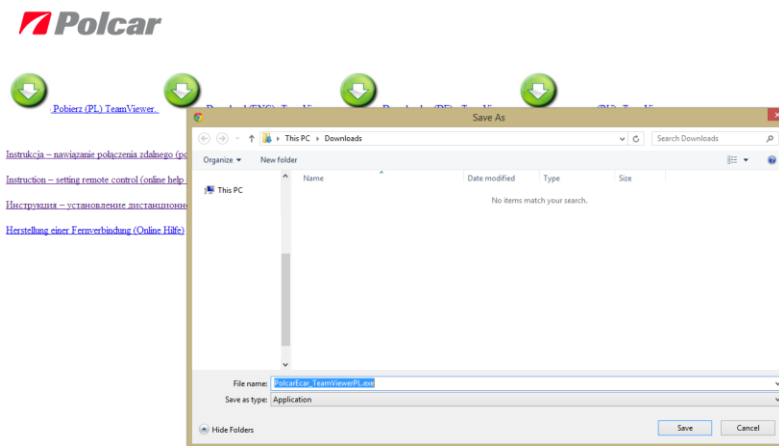 Polcar
Pobierz (PL) TeamViewer.
Save As
This PC Downloads
Search Downloads
Organize New folder
Name Date modified Type Size
This PC
No items match your search.
Instrukcja – nawiązanie połączenia zdalnego
Instruction – setting remote control (online help
Инструкция – установление
Herstellung einer Fernverbindung (Online Hilfe)
File name: PolcarEcar_TeamViewerPL.exe
Save as type: Application
Hide Folders Save Cancel